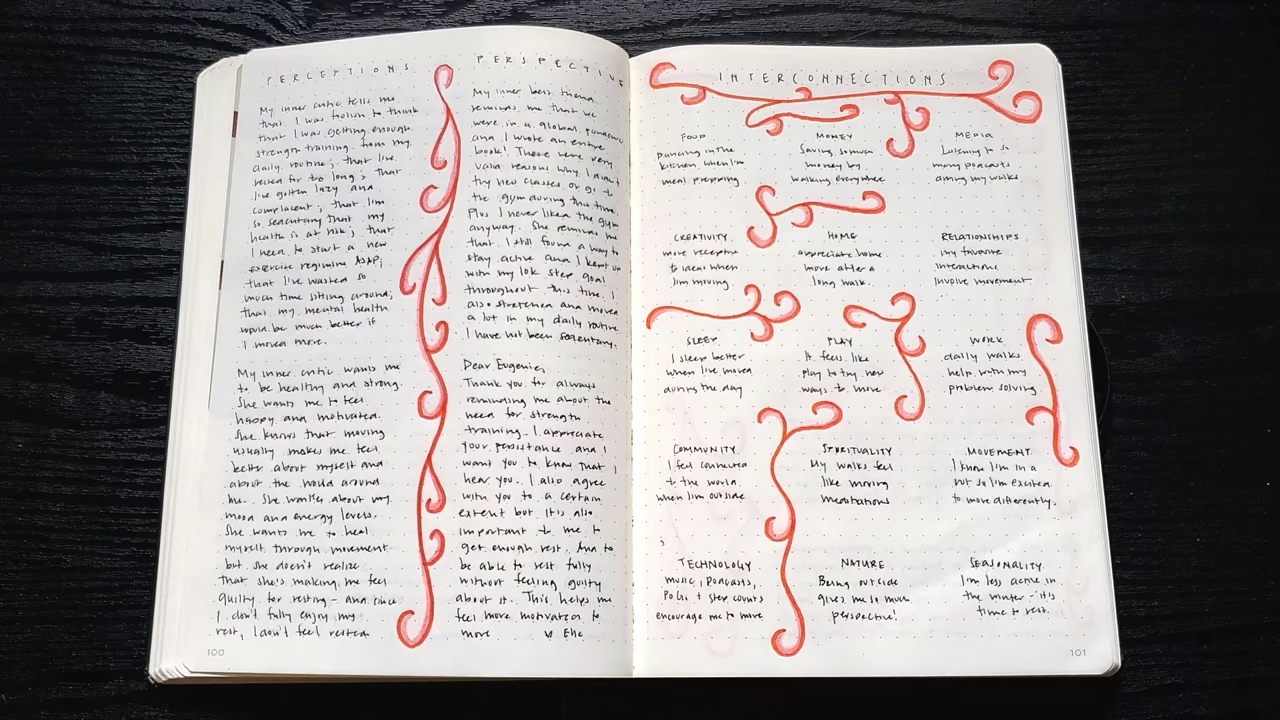 PERCEPTIONS
My inner critic tells me
that I was supposed to think
that I was getting enough
strength training from my
daily routine; that I've
rested for too long; that
I've gotten lazy and
complacent; that I'm
so sedentary that my
health is at risk; that
I need to start a new
exercise regime ASAP;
that I've wasted so
much time sitting around;
that my mental health
would be better if
I moved more.
My inner critic wants me
to be healthy and strong.
She wants me to feel
happy and motivated.
She knows that moving
usually makes me feel
better about myself and
about the world around
me. She worries about my
mood and energy levels.
She wants me to heal
myself through movement
but she doesn't realize
that she's making me feel
guilty for resting - and since
I don't fully enjoy my
rest, I don't feel rested
100
PERSPECTIVE
My inner best then
reminds me that we
were in a global pandemic
and I wrote another
book! These were very
valid reasons why I didn't
try new classes or a
gym after moving here.
Plus I never liked the gym
anyway. She reminded me
that I still found a way to
stay active and I kept up
with my 10k step goal
throughout this time. I
also stretched and moved
a lot in my daily routine.
I have not been sedentary.
Dear Eugenie,
Thank you for always
reminding me about the
need for strength
training. I appreciate
your persistence. I
want you to know that I
hear you. I also agree
with you to a certain
extent but it's also
important that I
get enough rest and to
be able to rest fully
without feeling guilty
about it. This helps me
feel more motivated to
move
INTERCONNECTIONS
FOOD
Dancing in the
kitchen when I'm
meal prepping
MONEY
Saving so much
money by
walking everywhere
MEDIA
Listening to so
many podcasts
during my walks
CREATIVITY
more receptive
to ideas when
I'm moving
HOME
appreciate home
more after a
long walk
RELATIONSHIPS
my favorite
interactions
involve movement
SLEEP
I sleep better
when I've moved
during the day
PLAY
It feels like
play to try new
ways to move
WORK
daily walks
help with my
problem solving
COMMUNITY
I feel connected
to the world
when I'm outside
SPIRITUALITY
My walks feel
like moving
meditations
MOVEMENT
I know I'm in a
rut so I'm excited
to move differently.
TECHNOLOGY
music, Podcasts,
PoGo + step counts
encourage me to move
NATURE
Being outside
gives me so much
perspective!
SEASONALITY
I'm less active in
the winter - it's
time to rest.
101